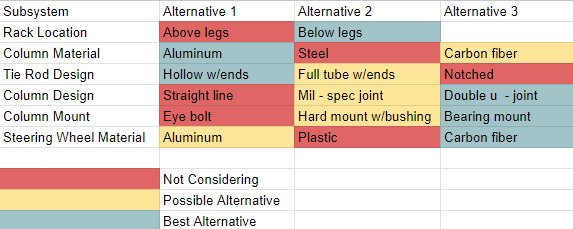 Subsystem Alternative 1 Alternative 2 Alternative 3
Rack Location Above legs Below legs
Column Material Aluminum Steel Carbon fiber
Tie Rod Design Hollow w/ends Full tube w/ends Notched
Column Design Straight line Mil - spec joint Double u - joint
Column Mount Eye bolt Hard mount w/bushing Bearing mount
Steering Wheel Material Aluminum Plastic Carbon fiber
Not Considering
Possible Alternative
Best Alternative